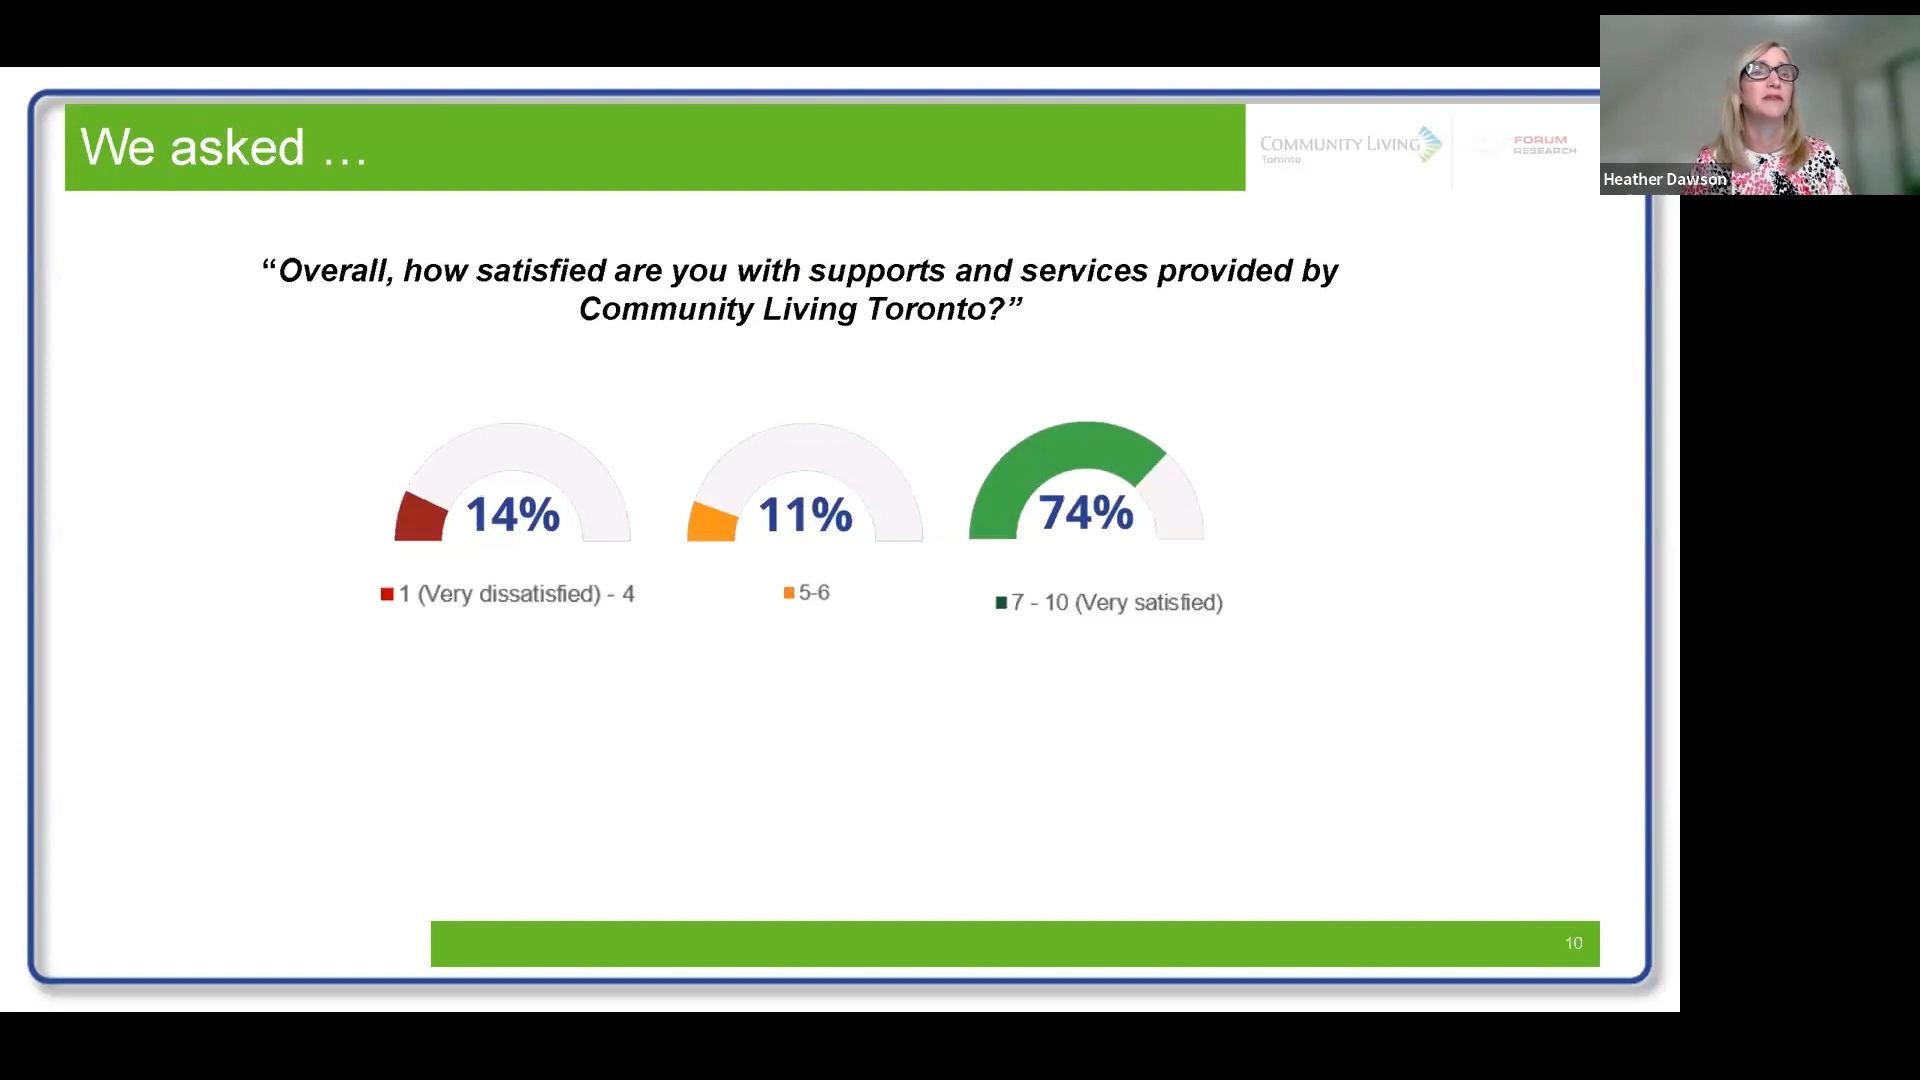 We asked …
COMMUNITY LIVING
Toronto
FORUM
RESEARCH
Heather Dawson
“Overall, how satisfied are you with supports and services provided by
Community Living Toronto?”
14%
11%
74%
1 (Very dissatisfied) - 4
5-6
7 - 10 (Very satisfied)
10